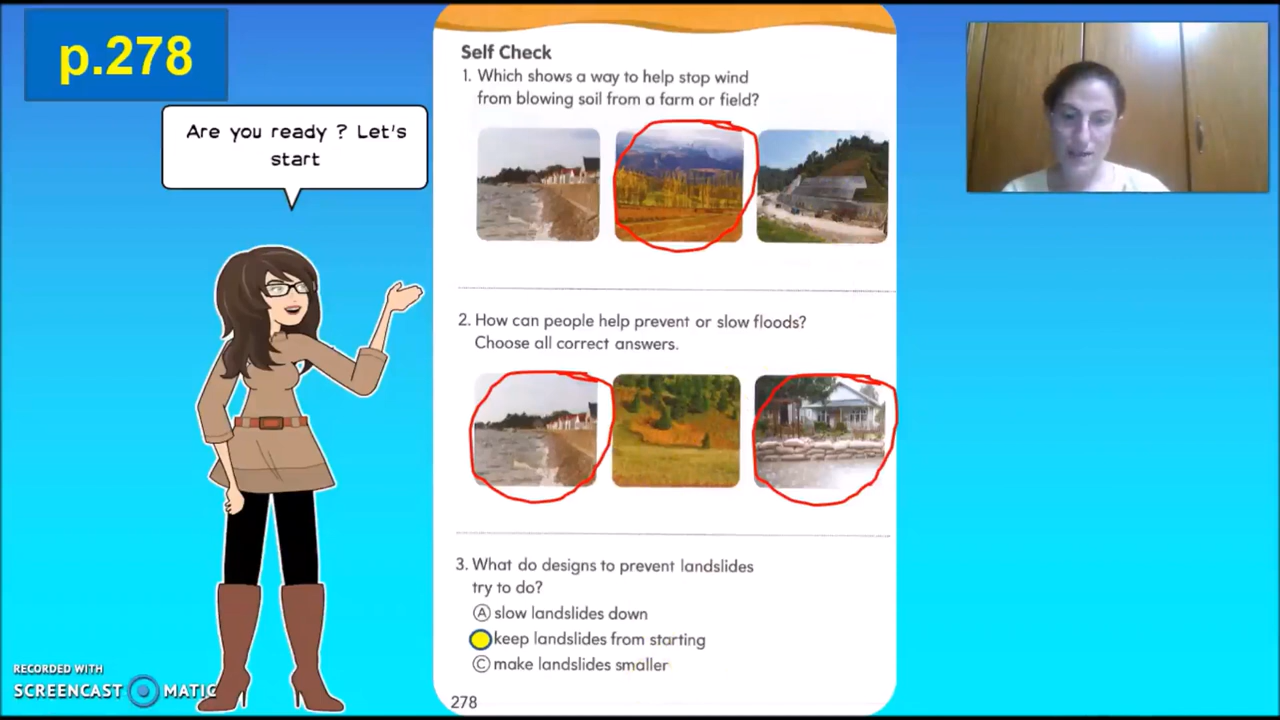 p.278
Are you ready ? Let's
start
Self Check
1. Which shows a way to help stop wind
from blowing soil from a farm or field?
2. How can people help prevent or slow floods?
Choose all correct answers.
3. What do designs to prevent landslides
try to do?
A slow landslides down
keep landslides from starting
C make landslides smaller
278
RECORDED WITH
SCREENCAST MATIC